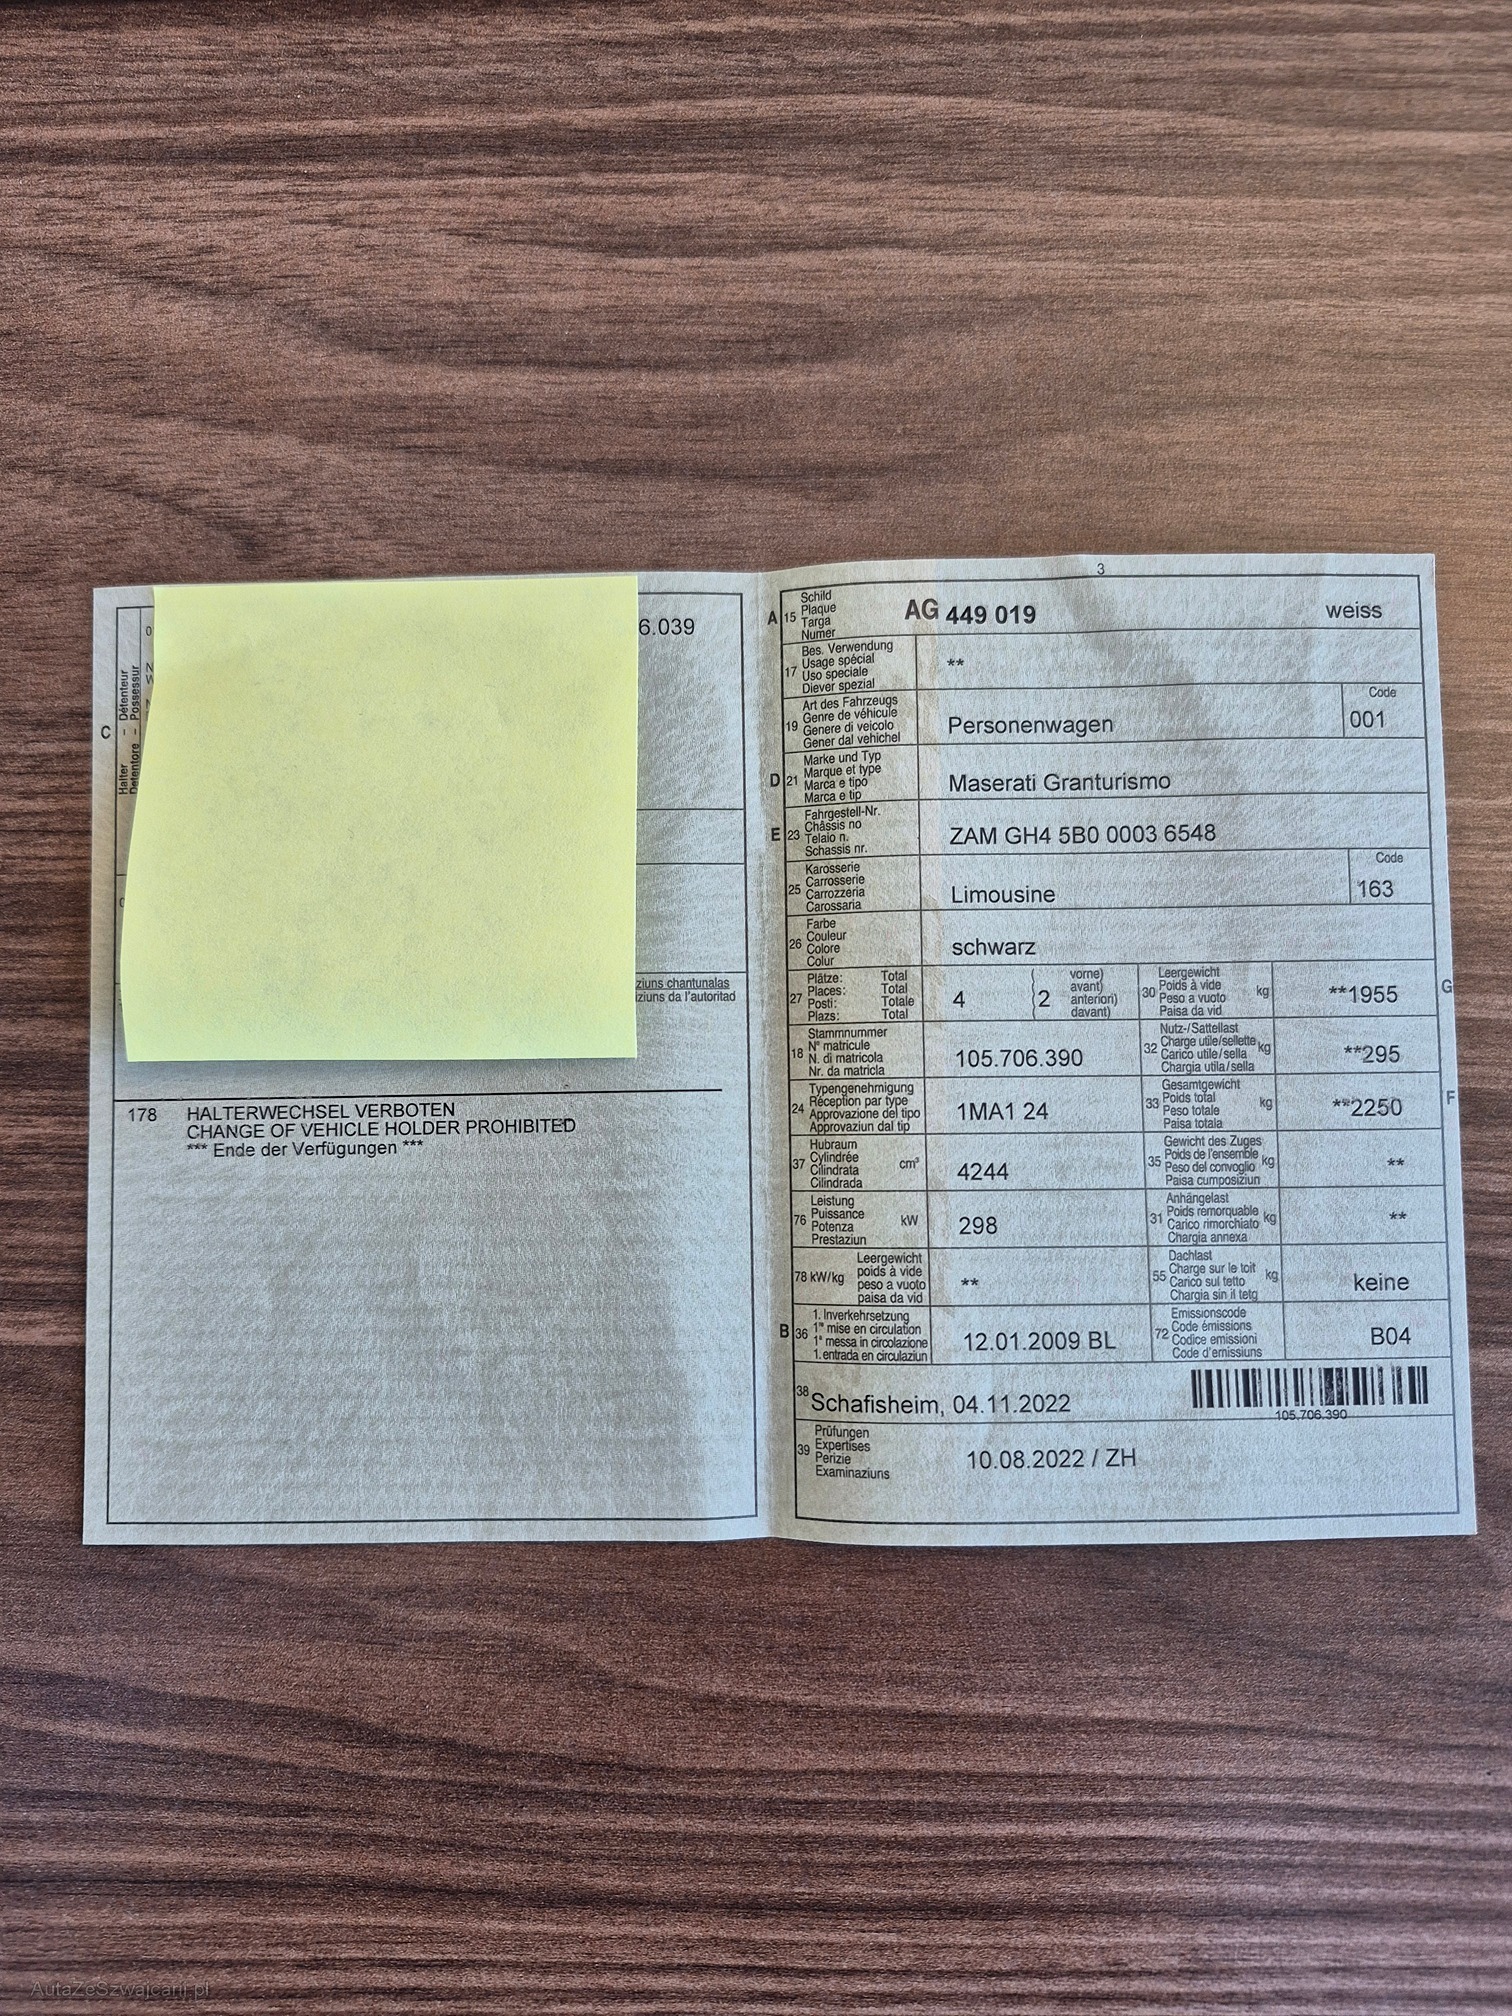 C
Halter - Détenteur
Detentore - Possessur
0
N
W
6.039
ziuns chantunalas
ziuns da l'autoritad
178 HALTERWECHSEL VERBOTEN
CHANGE OF VEHICLE HOLDER PROHIBITED
*** Ende der Verfügungen ***
3
A 15 Schild
Plaque
Targa
Numer
AG 449 019 weiss
17 Bes. Verwendung
Usage spécial
Uso speciale
Diever spezial
**
19 Art des Fahrzeugs
Genre de véhicule
Genere di veicolo
Gener dal vehichel
Personenwagen
Code
001
D 21 Marke und Typ
Marque et type
Marca e tipo
Marca e tip
Maserati Granturismo
E 23 Fahrgestell-Nr.
Châssis no
Telaio n.
Schassis nr.
ZAM GH4 5B0 0003 6548
25 Karosserie
Carrosserie
Carrozzeria
Carossaria
Limousine
Code
163
26 Farbe
Couleur
Colore
Colur
schwarz
27 Plätze: Total
Places: Total
Posti: Totale
Plazs: Total
4
2
vorne)
avant)
anteriori)
davant)
30 Leergewicht
Poids à vide
Peso a vuoto
Paisa da vid
kg
**1955
G
18 Stammnummer
N° matricule
N. di matricola
Nr. da matricla
105.706.390
32 Nutz-/Sattellast
Charge utile/sellette
Carico utile/sella
Chargia utila/sella
kg
**295
24 Typengenehmigung
Réception par type
Approvazione del tipo
Approvaziun dal tip
1MA1 24
33 Gesamtgewicht
Poids total
Peso totale
Paisa totala
kg
**2250
F
37 Hubraum
Cylindrée
Cilindrata
Cilindrada
cm³
4244
35 Gewicht des Zuges
Poids de l'ensemble
Peso del convoglio
Paisa cumposiziun
kg
**
76 Leistung
Puissance
Potenza
Prestaziun
kW
298
31 Anhängelast
Poids remorquable
Carico rimorchiato
Chargia annexa
kg
**
78 kW/kg
Leergewicht
poids à vide
peso a vuoto
paisa da vid
**
55 Dachlast
Charge sur le toit
Carico sul tetto
Chargia sin il tetg
kg
keine
B 36 1. Inverkehrsetzung
1re mise en circulation
1a messa in circolazione
1. entrada en circulaziun
12.01.2009 BL
72 Emissionscode
Code émissions
Codice emissioni
Code d'emissiuns
B04
38 Schafisheim, 04.11.2022
105.706.390
39 Prüfungen
Expertises
Perizie
Examinaziuns
10.08.2022 / ZH
AutaZeSzwajcarii.pl